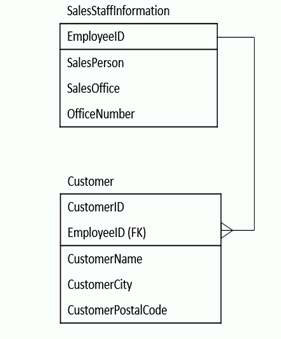 SalesStaffInformation
EmployeeID
SalesPerson
SalesOffice
OfficeNumber
Customer
CustomerID
EmployeeID (FK)
CustomerName
CustomerCity
CustomerPostalCode